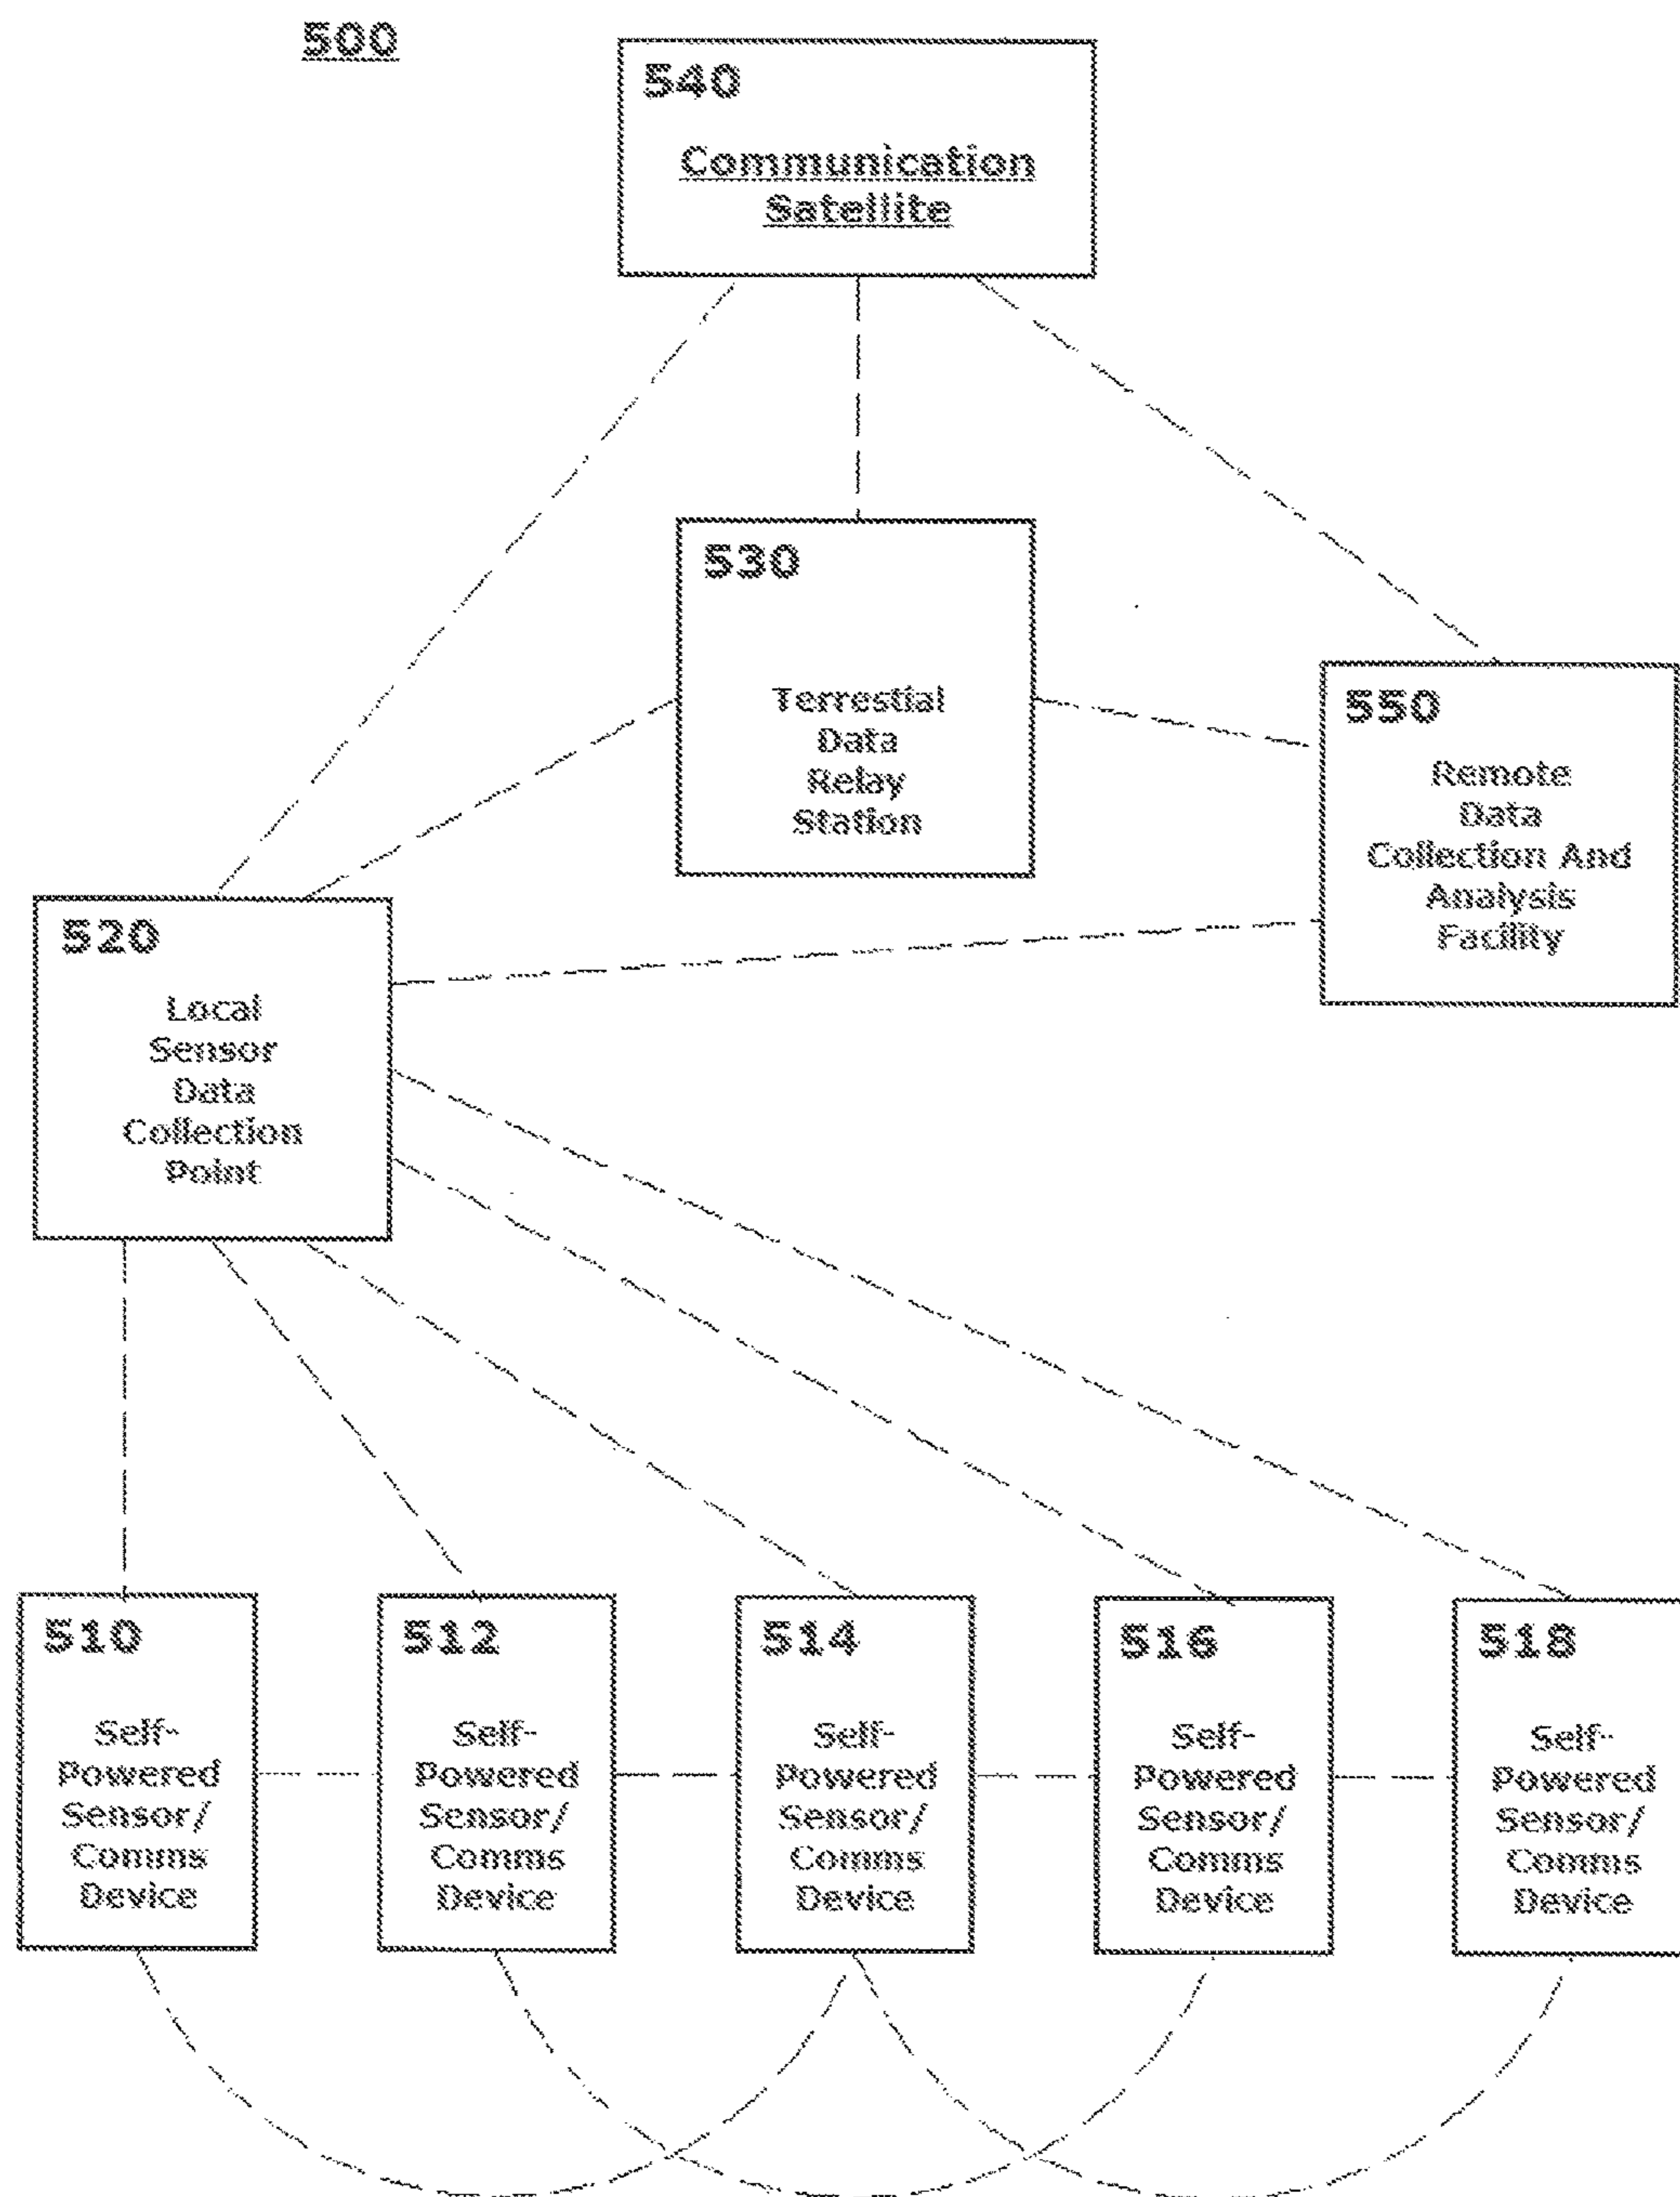 500
540
Communication
Satellite
530
Terrestial
Data
Relay
Station
550
Remote
Data
Collection And
Analysis
Facility
520
Local
Sensor
Data
Collection
Point
510
Self-
Powered
Sensor/
Comms
Device
512
Self-
Powered
Sensor/
Comms
Device
514
Self-
Powered
Sensor/
Comms
Device
516
Self-
Powered
Sensor/
Comms
Device
518
Self-
Powered
Sensor/
Comms
Device